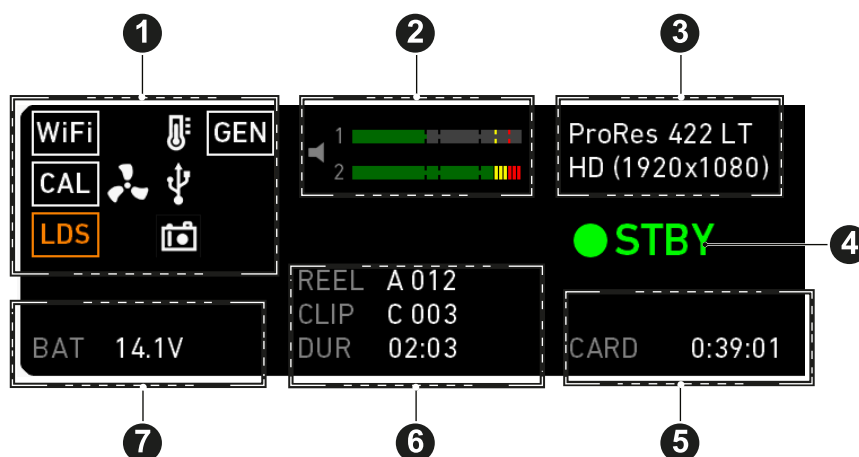 1 2 3
WiFi GEN
CAL
LDS
1
2
ProRes 422 LT
HD (1920x1080)
STBY 4
REEL A 012
CLIP C 003
DUR 02:03
BAT 14.1V
CARD 0:39:01
7 6 5